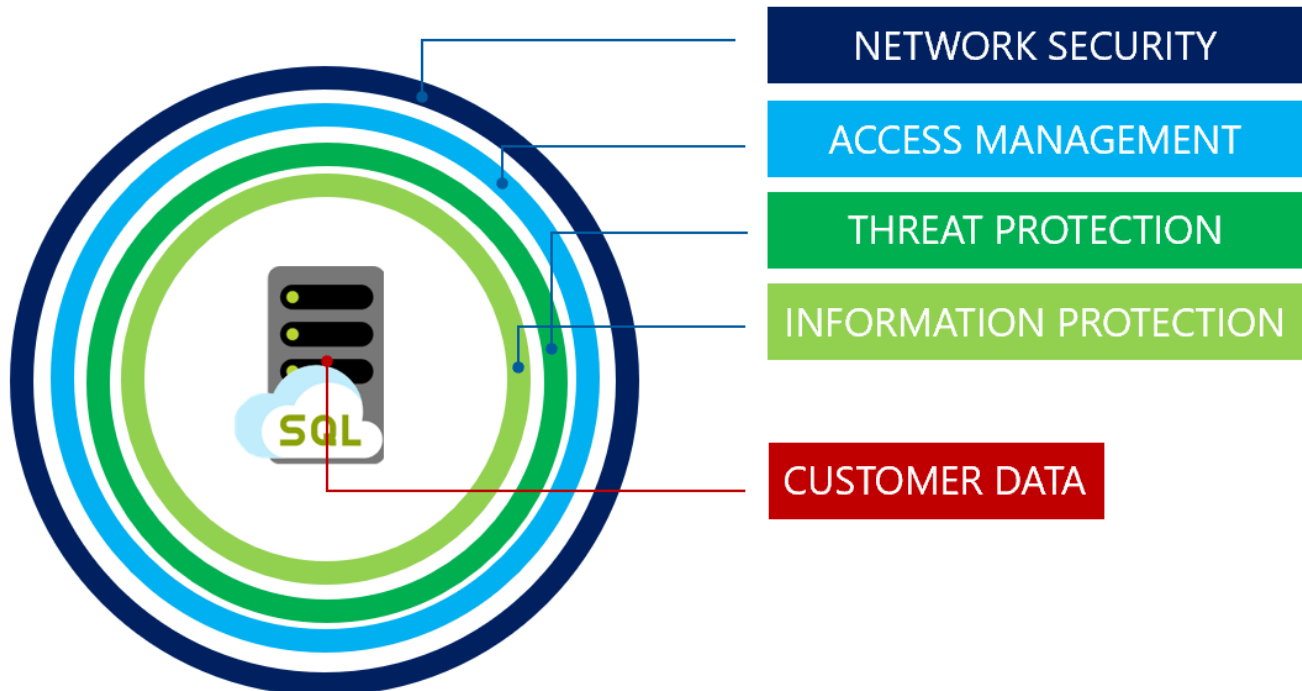 NETWORK SECURITY
ACCESS MANAGEMENT
THREAT PROTECTION
INFORMATION PROTECTION
SQL
CUSTOMER DATA